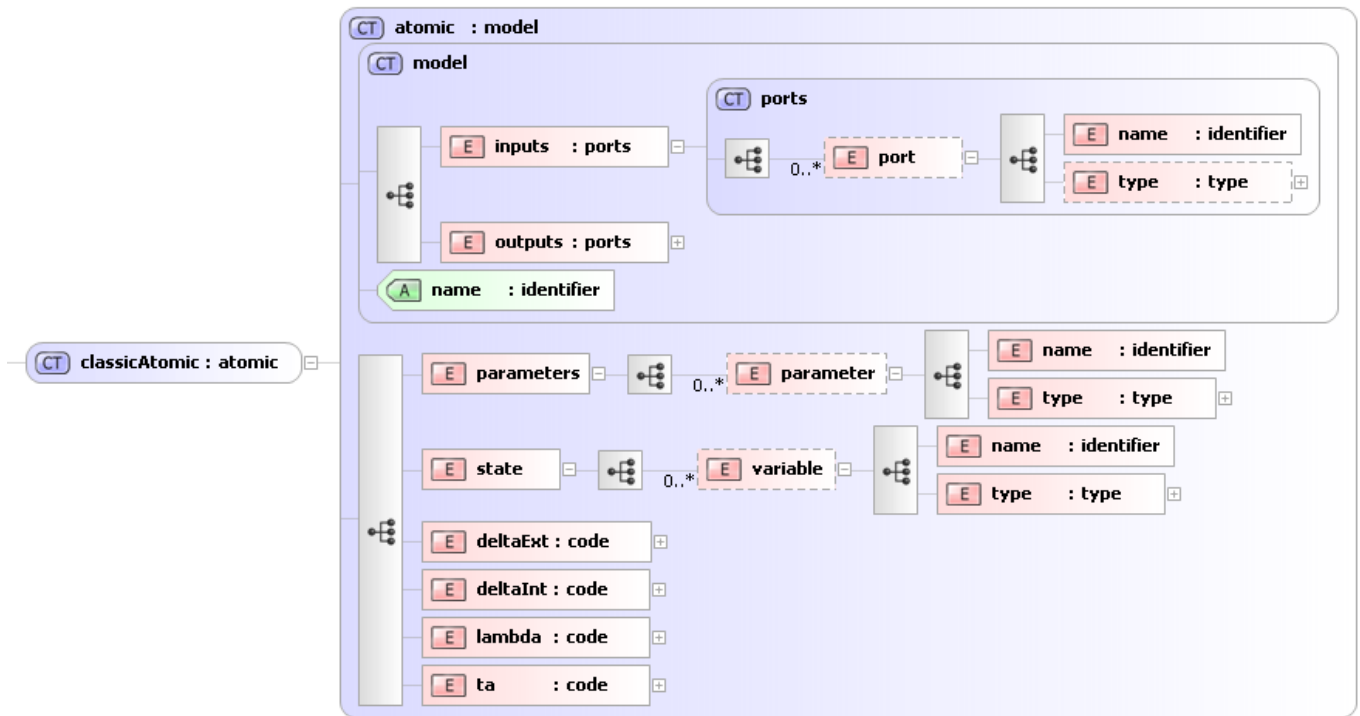 CT atomic : model
CT model
CT ports
E inputs : ports
0..* E port
E name : identifier
E type : type
E outputs : ports
A name : identifier
CT classicAtomic : atomic
E parameters
0..* E parameter
E name : identifier
E type : type
E state
0..* E variable
E name : identifier
E type : type
E deltaExt : code
E deltaInt : code
E lambda : code
E ta : code